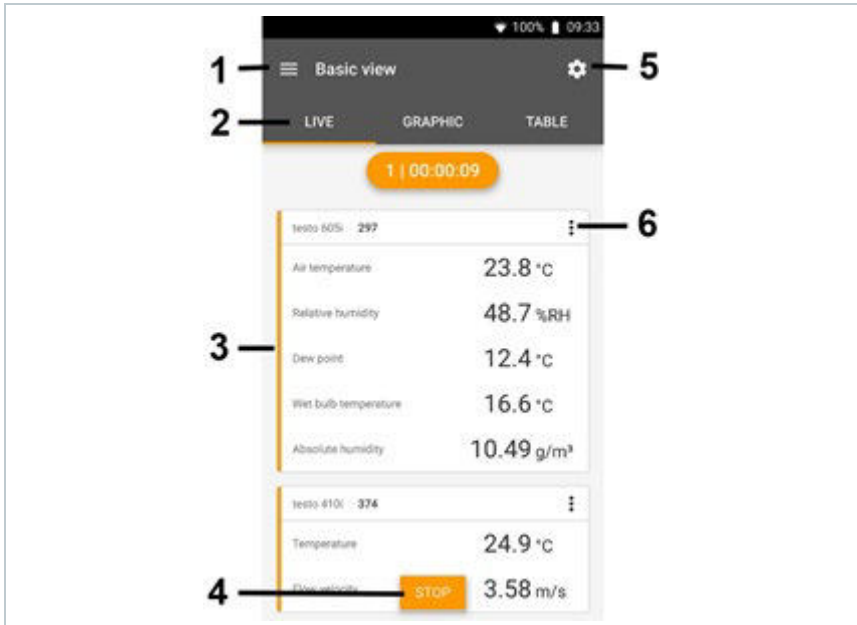 100% 09:33
1 Basic view 5
2 LIVE GRAPHIC TABLE
1 | 00:00:09
testo 605i 297 6
Air temperature 23.8 °C
Relative humidity 48.7 %RH
3 Dew point 12.4 °C
Wet bulb temperature 16.6 °C
Absolute humidity 10.49 g/m³
testo 410i 374
Temperature 24.9 °C
4 Flow velocity STOP 3.58 m/s